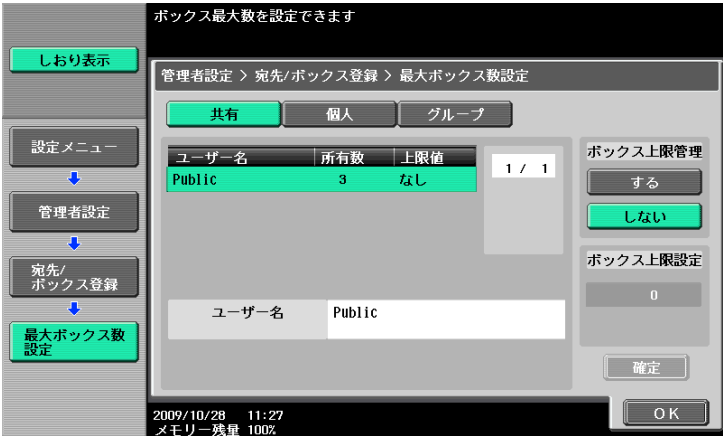 ボックス最大数を設定できます
しおり表示
管理者設定 > 宛先/ボックス登録 > 最大ボックス数設定
共有 個人 グループ
設定メニュー
管理者設定
宛先/
ボックス登録
最大ボックス数
設定
ユーザー名 所有数 上限値
Public 3 なし
1 / 1
ユーザー名 Public
ボックス上限管理
する
しない
ボックス上限設定
0
確定
OK
2009/10/28 11:27
メモリー残量 100%